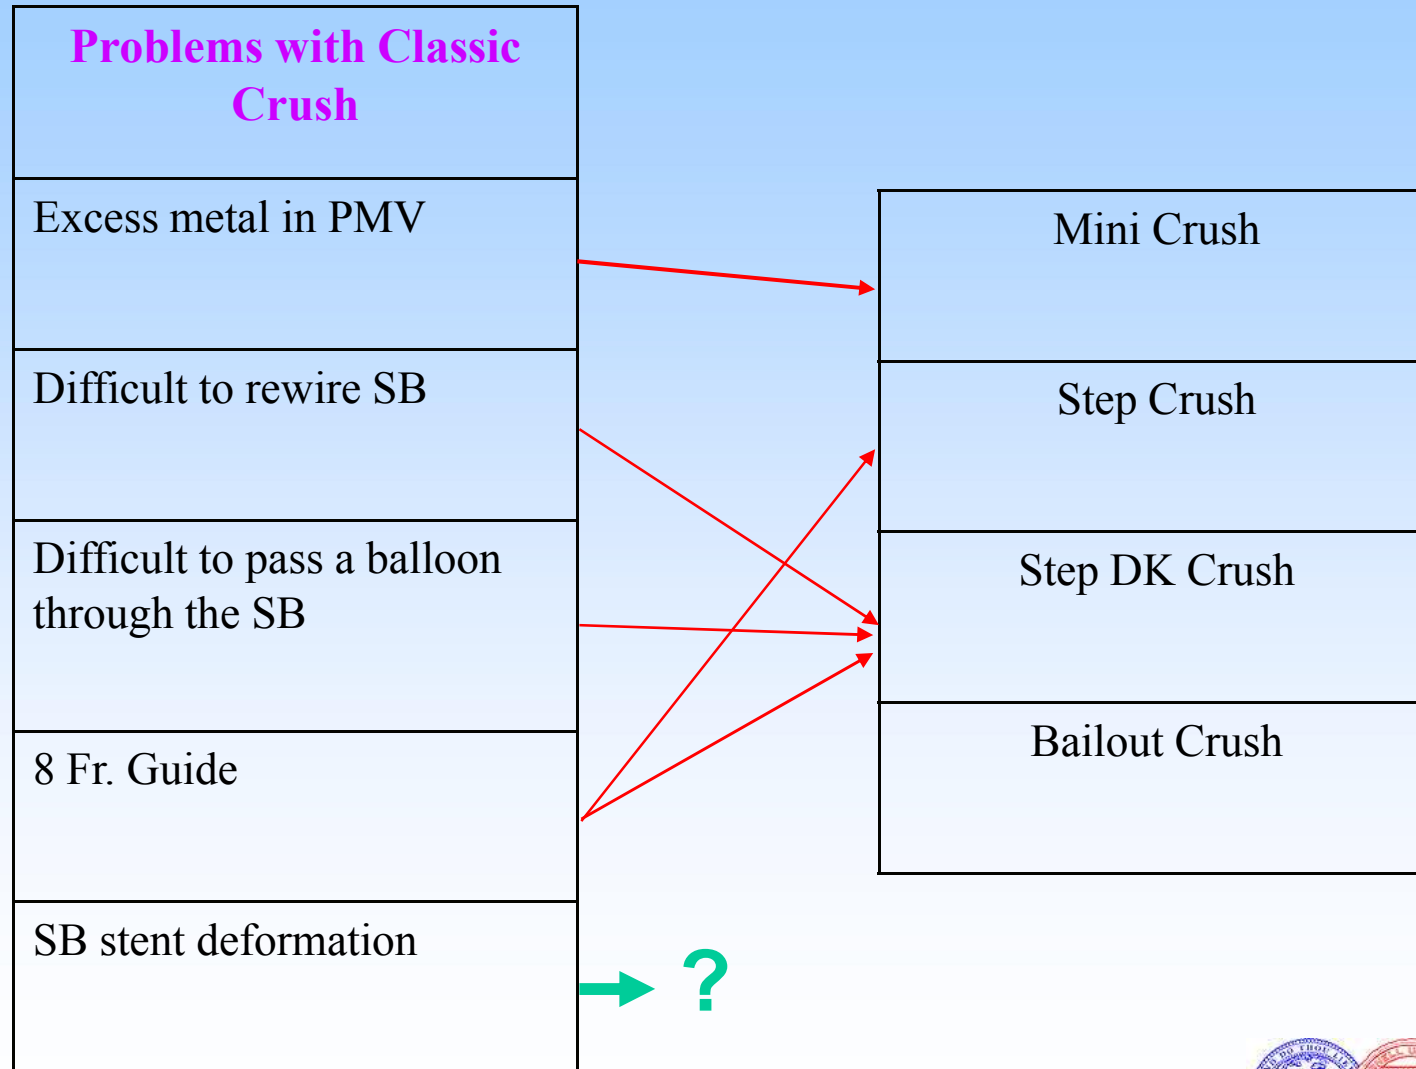 Problems with Classic
Crush
Excess metal in PMV
Difficult to rewire SB
Difficult to pass a balloon
through the SB
8 Fr. Guide
SB stent deformation
?
Mini Crush
Step Crush
Step DK Crush
Bailout Crush